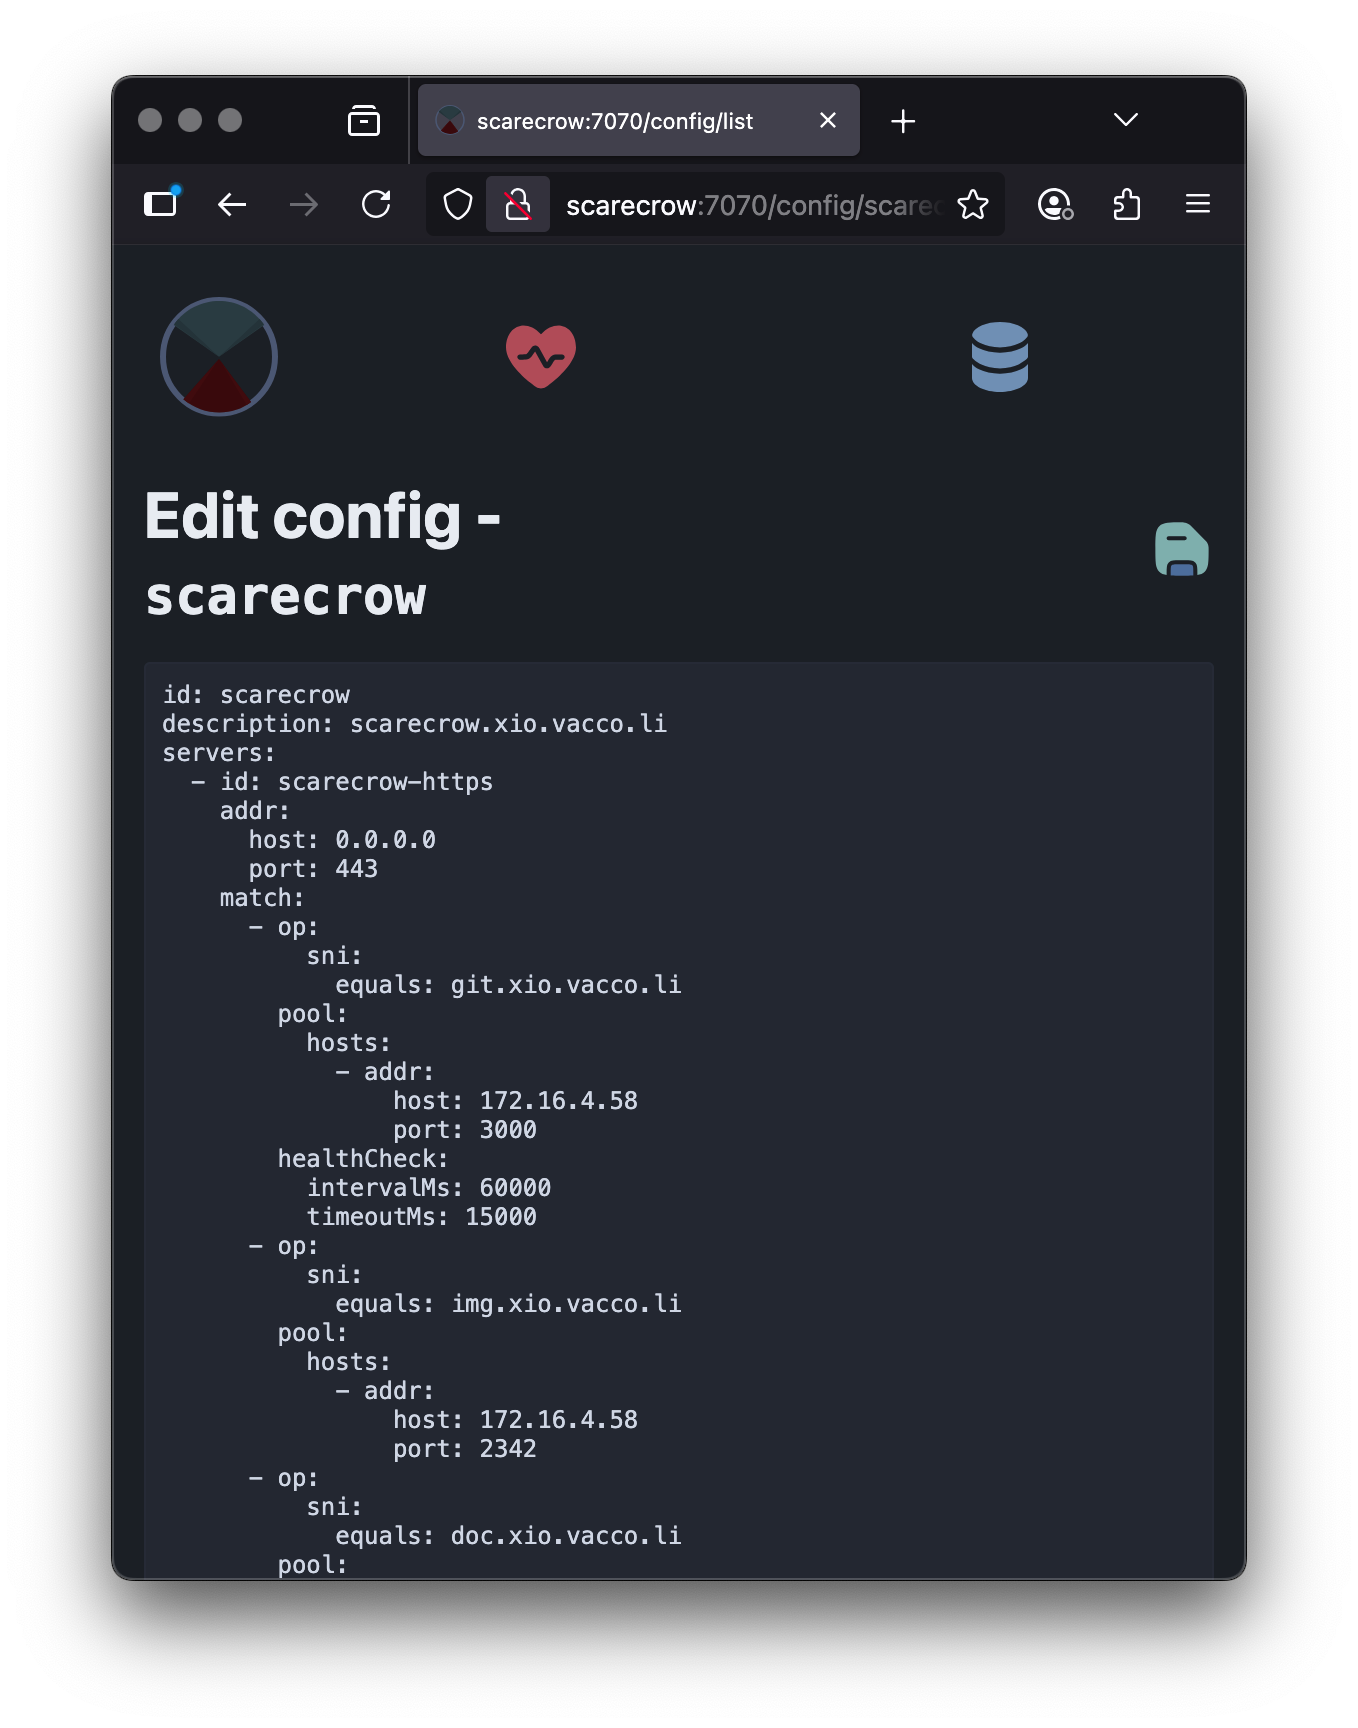 scarecrow:7070/config/list
scarecrow:7070/config/scarec
Edit config -
scarecrow
id: scarecrow
description: scarecrow.xio.vacco.li
servers:
  - id: scarecrow-https
    addr:
      host: 0.0.0.0
      port: 443
    match:
      - op:
          sni:
            equals: git.xio.vacco.li
        pool:
          hosts:
            - addr:
                host: 172.16.4.58
                port: 3000
        healthCheck:
          intervalMs: 60000
          timeoutMs: 15000
      - op:
          sni:
            equals: img.xio.vacco.li
        pool:
          hosts:
            - addr:
                host: 172.16.4.58
                port: 2342
      - op:
          sni:
            equals: doc.xio.vacco.li
        pool: